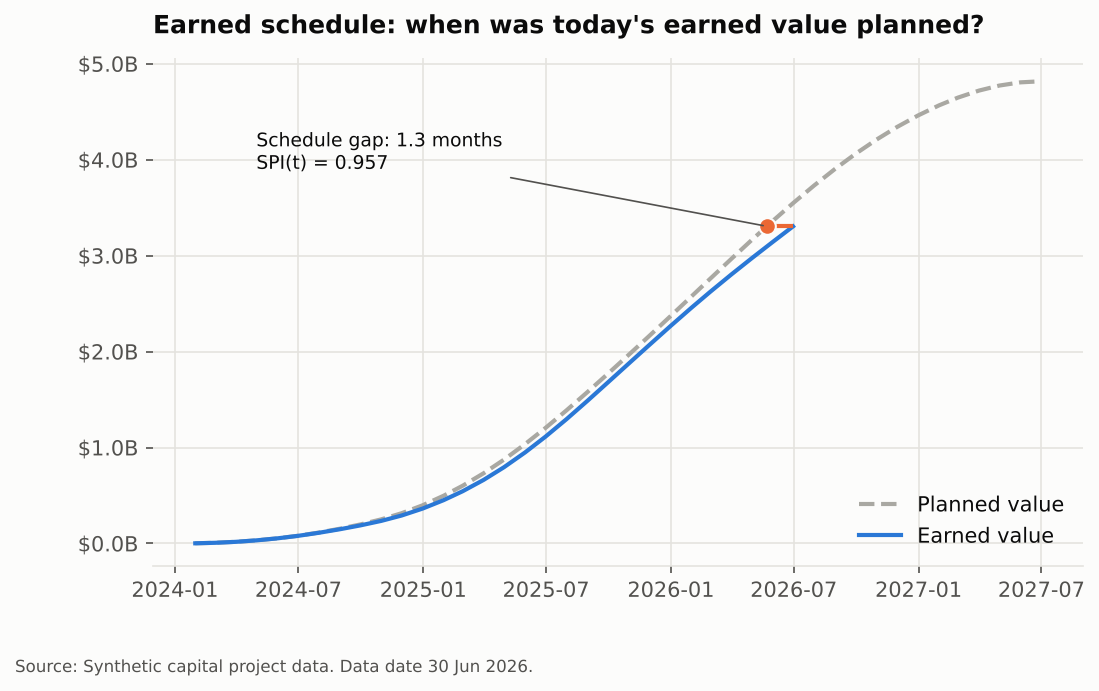 Earned schedule: when was today's earned value planned?
$5.0B
$4.0B
$3.0B
$2.0B
$1.0B
$0.0B
Schedule gap: 1.3 months
SPI(t) = 0.957
Planned value
Earned value
2024-01 2024-07 2025-01 2025-07 2026-01 2026-07 2027-01 2027-07
Source: Synthetic capital project data. Data date 30 Jun 2026.